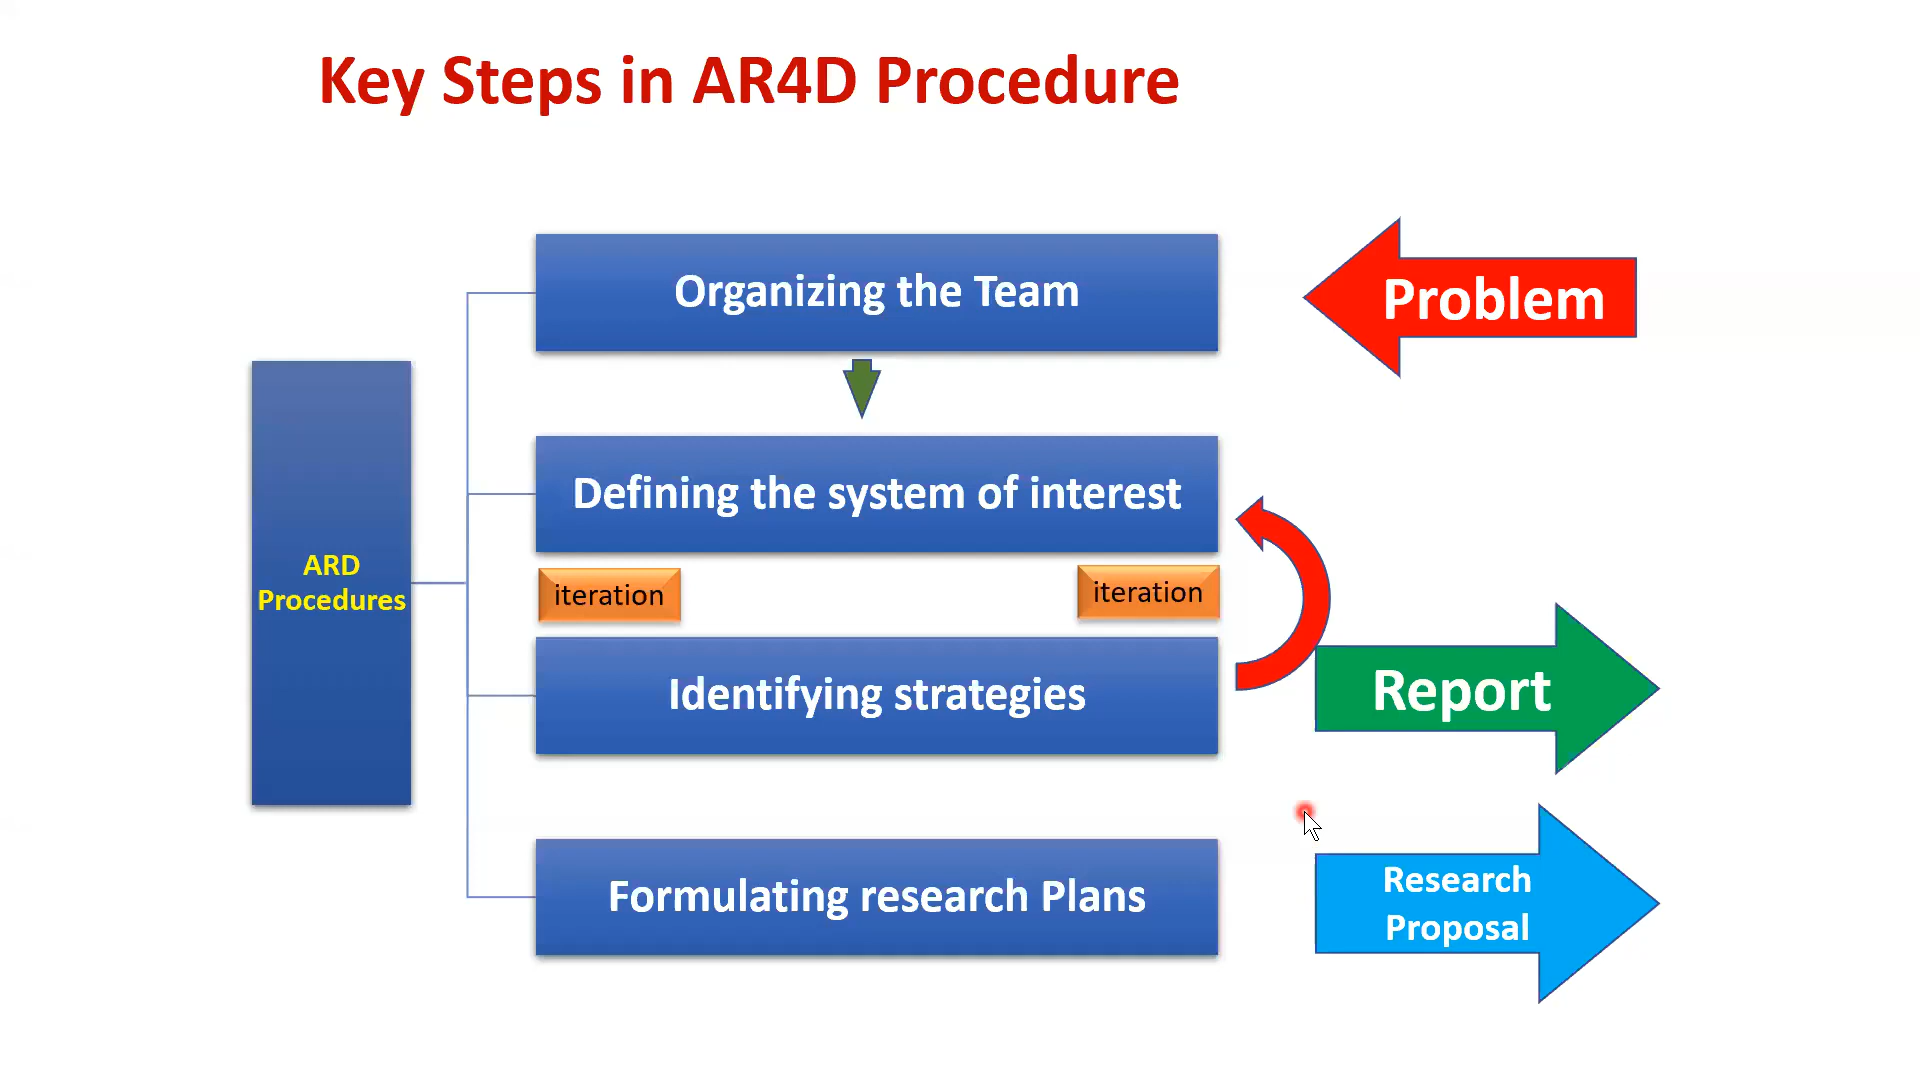 Key Steps in AR4D Procedure
Organizing the Team
Problem
Defining the system of interest
ARD
Procedures
iteration
iteration
Identifying strategies
Report
Formulating research Plans
Research
Proposal